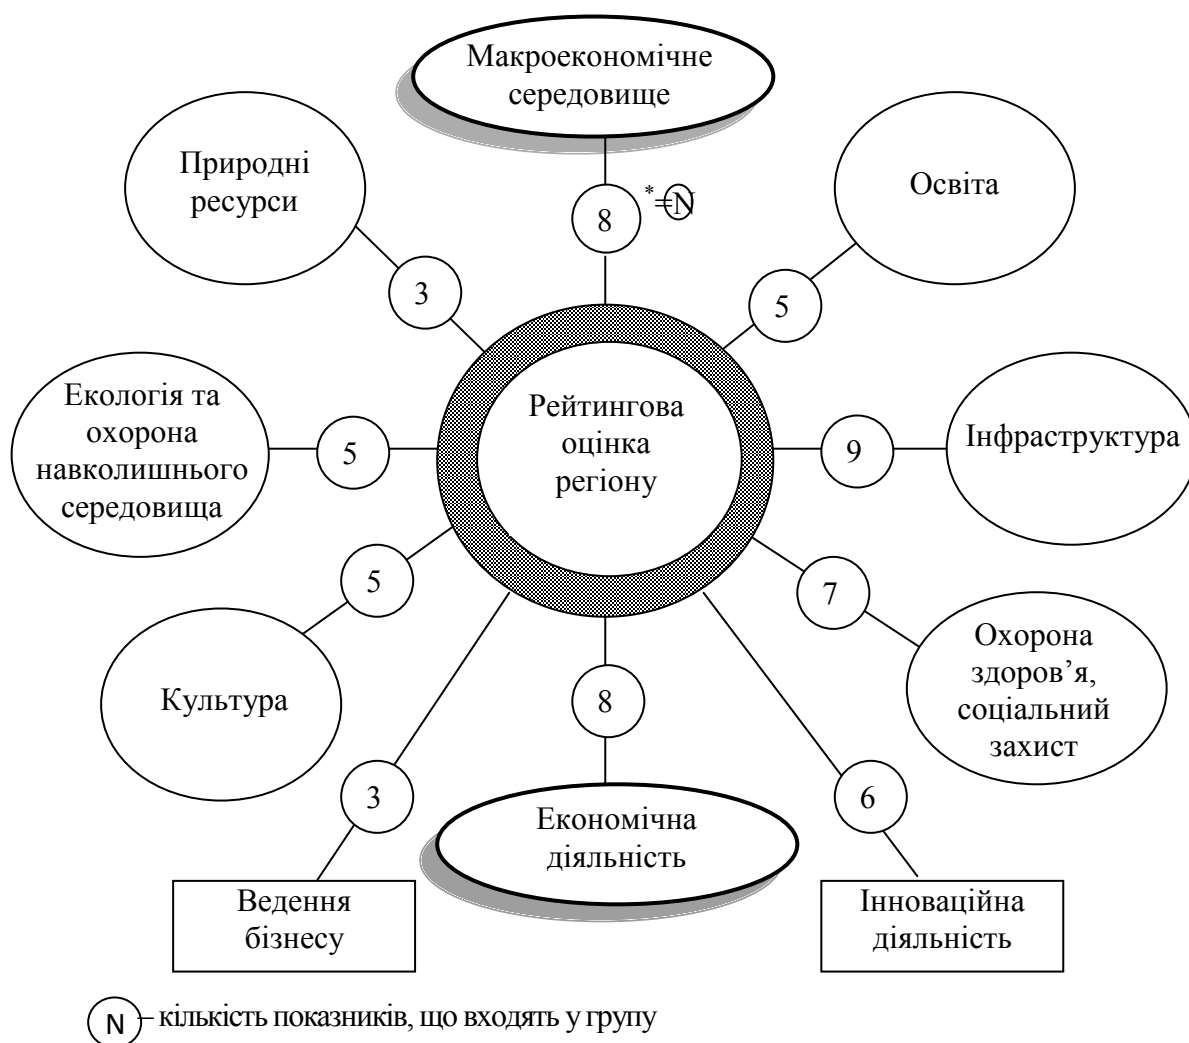 Макроекономічне
середовище
Природні
ресурси
Освіта
8
*=N
3
5
Рейтингова
оцінка
регіону
Екологія та
охорона
навколишнього
середовища
5
9
Інфраструктура
5
7
Культура
Охорона
здоров’я,
соціальний
захист
8
3
6
Економічна
діяльність
Ведення
бізнесу
Інноваційна
діяльність
N – кількість показників, що входять у групу